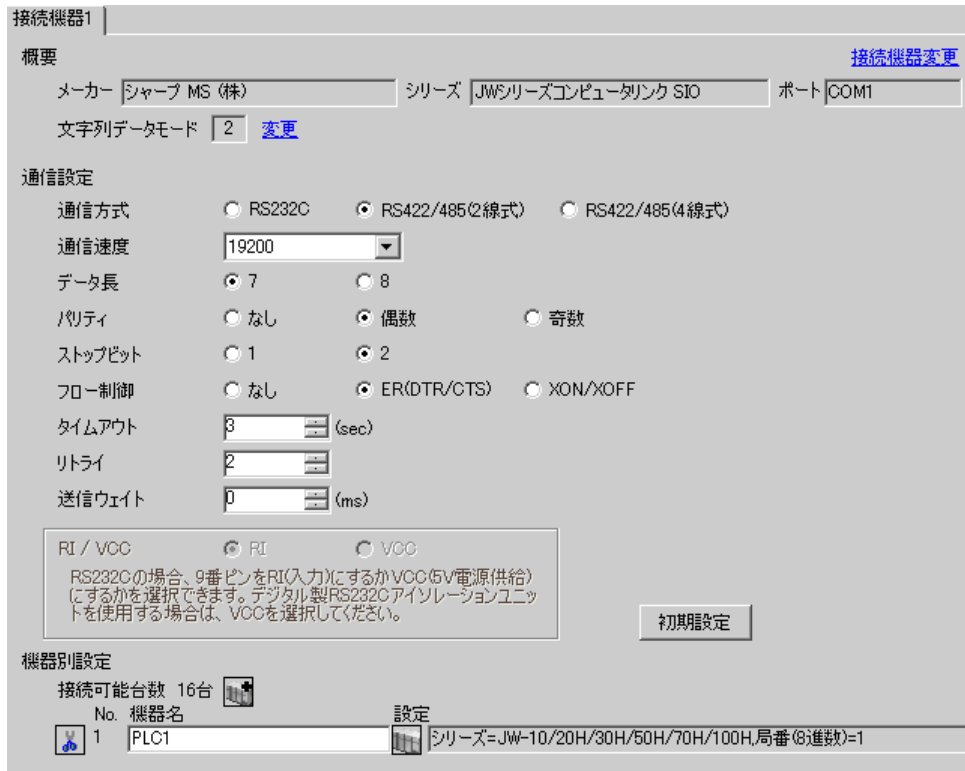 接続機器1
概要 接続機器変更
メーカー シャープ MS (株) シリーズ JWシリーズコンピュータリンク SIO ポート COM1
文字列データモード 2 変更
通信設定
通信方式 RS232C RS422/485(2線式) RS422/485(4線式)
通信速度 19200
データ長 7 8
パリティ なし 偶数 奇数
ストップビット 1 2
フロー制御 なし ER(DTR/CTS) XON/XOFF
タイムアウト 3 (sec)
リトライ 2
送信ウェイト 0 (ms)
RI / VCC RI VCC
RS232Cの場合、9番ピンをRI(入力)にするかVCC(5V電源供給)
にするかを選択できます。デジタル製RS232Cアイソレーションユニッ
トを使用する場合は、VCCを選択してください。
初期設定
機器別設定
接続可能台数 16台
No. 機器名 設定
1 PLC1 シリーズ=JW-10/20H/30H/50H/70H/100H,局番(8進数)=1